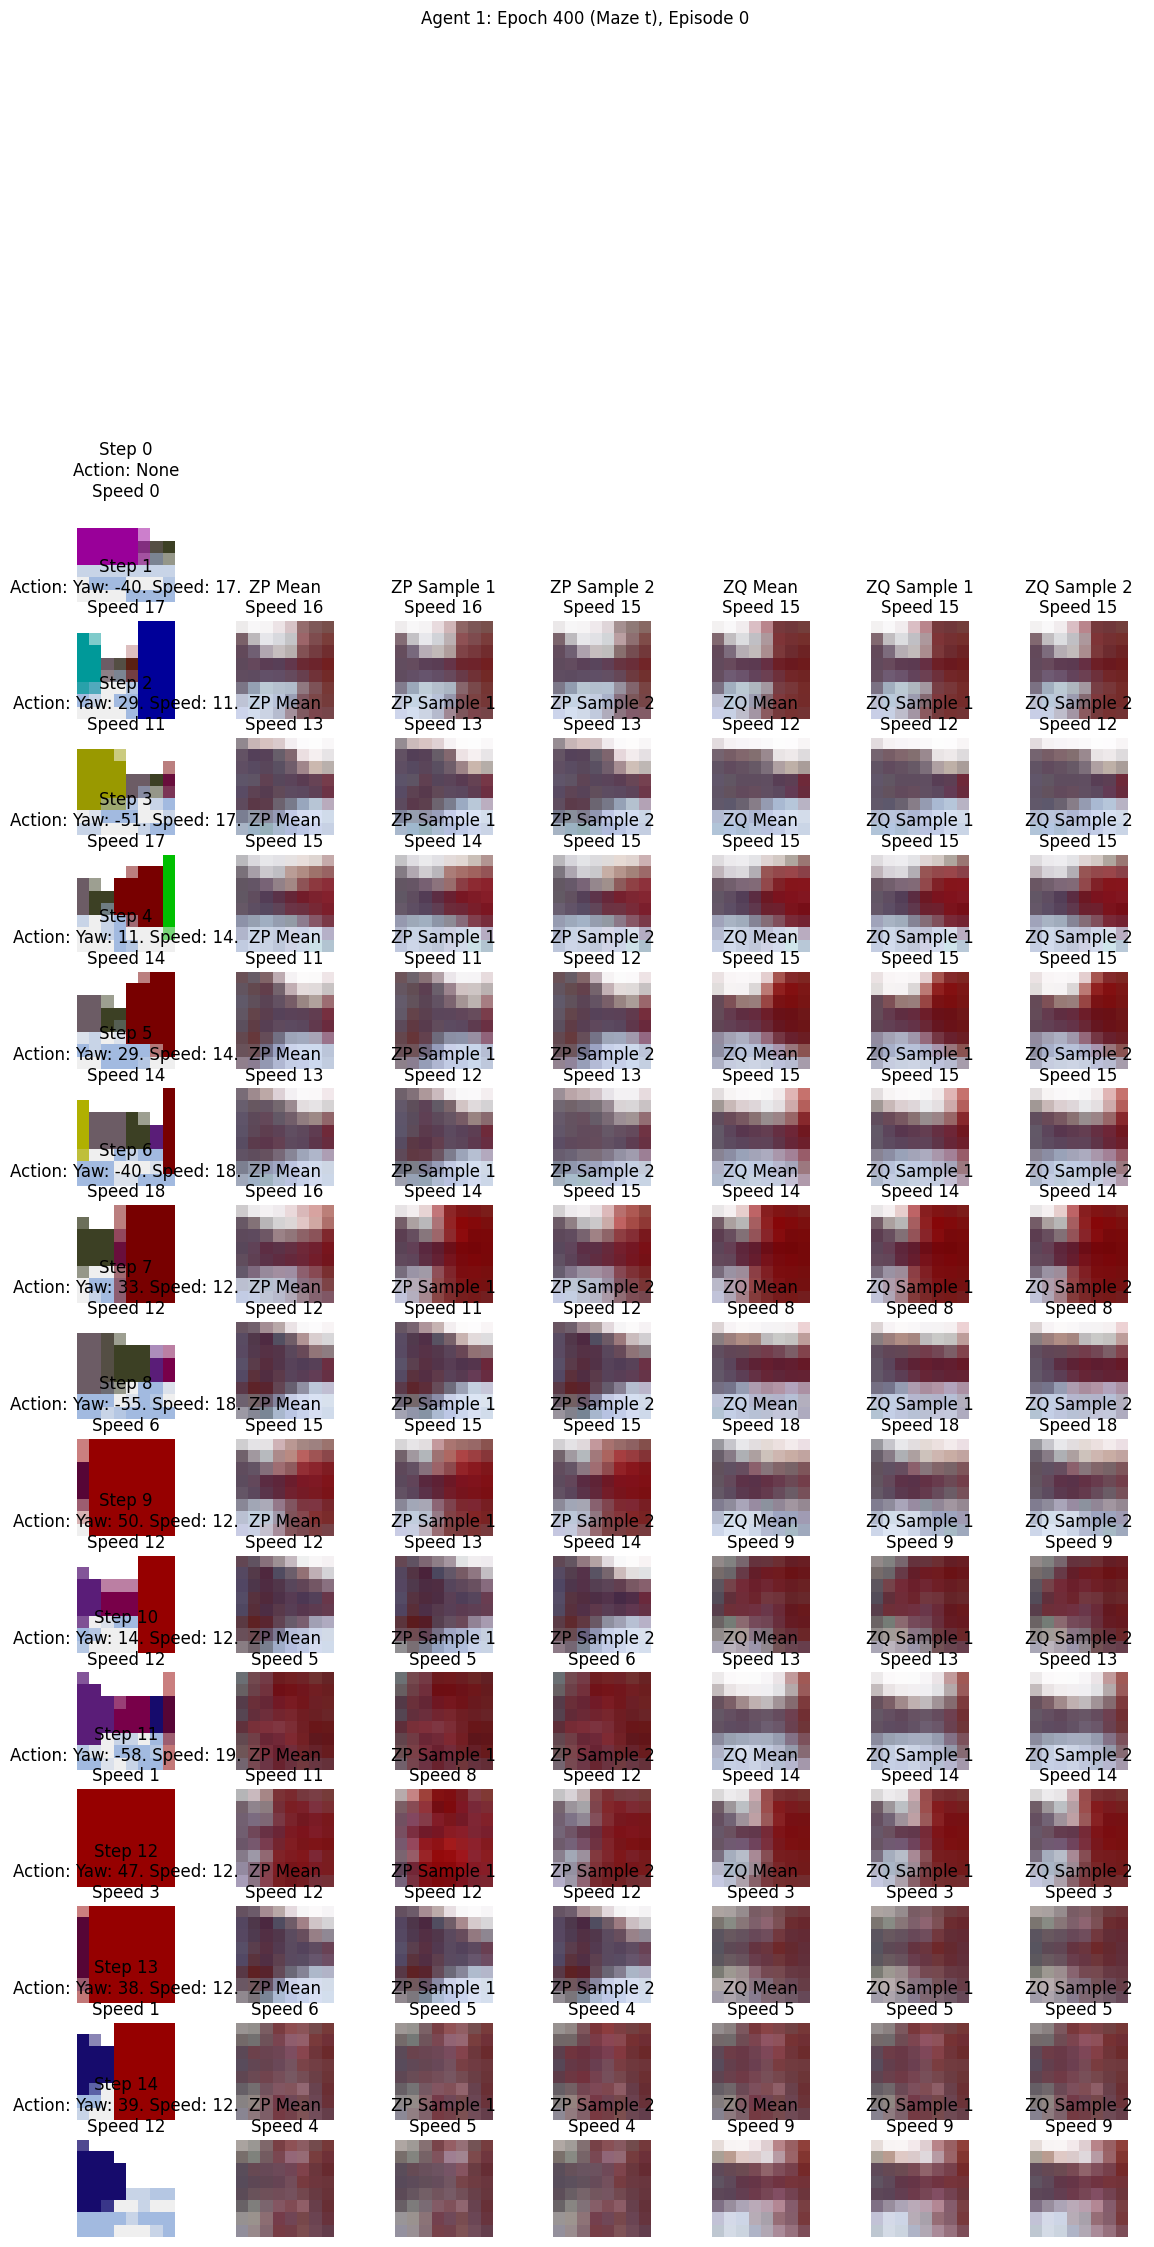 Agent 1: Epoch 400 (Maze t), Episode 0
Step 0
Action: None
Speed 0
Step 1
Action: Yaw: -40. Speed: 17.
Speed 17
ZP Mean
Speed 16
ZP Sample 1
Speed 16
ZP Sample 2
Speed 15
ZQ Mean
Speed 15
ZQ Sample 1
Speed 15
ZQ Sample 2
Speed 15
Step 2
Action: Yaw: 29. Speed: 11.
Speed 11
ZP Mean
Speed 13
ZP Sample 1
Speed 13
ZP Sample 2
Speed 13
ZQ Mean
Speed 12
ZQ Sample 1
Speed 12
ZQ Sample 2
Speed 12
Step 3
Action: Yaw: -51. Speed: 17.
Speed 17
ZP Mean
Speed 15
ZP Sample 1
Speed 14
ZP Sample 2
Speed 15
ZQ Mean
Speed 15
ZQ Sample 1
Speed 15
ZQ Sample 2
Speed 15
Step 4
Action: Yaw: 11. Speed: 14.
Speed 14
ZP Mean
Speed 11
ZP Sample 1
Speed 11
ZP Sample 2
Speed 12
ZQ Mean
Speed 15
ZQ Sample 1
Speed 15
ZQ Sample 2
Speed 15
Step 5
Action: Yaw: 29. Speed: 14.
Speed 14
ZP Mean
Speed 13
ZP Sample 1
Speed 12
ZP Sample 2
Speed 13
ZQ Mean
Speed 15
ZQ Sample 1
Speed 15
ZQ Sample 2
Speed 15
Step 6
Action: Yaw: -40. Speed: 18.
Speed 18
ZP Mean
Speed 16
ZP Sample 1
Speed 14
ZP Sample 2
Speed 15
ZQ Mean
Speed 14
ZQ Sample 1
Speed 14
ZQ Sample 2
Speed 14
Step 7
Action: Yaw: 33. Speed: 12.
Speed 12
ZP Mean
Speed 12
ZP Sample 1
Speed 11
ZP Sample 2
Speed 12
ZQ Mean
Speed 8
ZQ Sample 1
Speed 8
ZQ Sample 2
Speed 8
Step 8
Action: Yaw: -55. Speed: 18.
Speed 6
ZP Mean
Speed 15
ZP Sample 1
Speed 15
ZP Sample 2
Speed 15
ZQ Mean
Speed 18
ZQ Sample 1
Speed 18
ZQ Sample 2
Speed 18
Step 9
Action: Yaw: 50. Speed: 12.
Speed 12
ZP Mean
Speed 12
ZP Sample 1
Speed 13
ZP Sample 2
Speed 14
ZQ Mean
Speed 9
ZQ Sample 1
Speed 9
ZQ Sample 2
Speed 9
Step 10
Action: Yaw: 14. Speed: 12.
Speed 12
ZP Mean
Speed 5
ZP Sample 1
Speed 5
ZP Sample 2
Speed 6
ZQ Mean
Speed 13
ZQ Sample 1
Speed 13
ZQ Sample 2
Speed 13
Step 11
Action: Yaw: -58. Speed: 19.
Speed 1
ZP Mean
Speed 11
ZP Sample 1
Speed 8
ZP Sample 2
Speed 12
ZQ Mean
Speed 14
ZQ Sample 1
Speed 14
ZQ Sample 2
Speed 14
Step 12
Action: Yaw: 47. Speed: 12.
Speed 3
ZP Mean
Speed 12
ZP Sample 1
Speed 12
ZP Sample 2
Speed 12
ZQ Mean
Speed 3
ZQ Sample 1
Speed 3
ZQ Sample 2
Speed 3
Step 13
Action: Yaw: 38. Speed: 12.
Speed 1
ZP Mean
Speed 6
ZP Sample 1
Speed 5
ZP Sample 2
Speed 4
ZQ Mean
Speed 5
ZQ Sample 1
Speed 5
ZQ Sample 2
Speed 5
Step 14
Action: Yaw: 39. Speed: 12.
Speed 12
ZP Mean
Speed 4
ZP Sample 1
Speed 5
ZP Sample 2
Speed 4
ZQ Mean
Speed 9
ZQ Sample 1
Speed 9
ZQ Sample 2
Speed 9